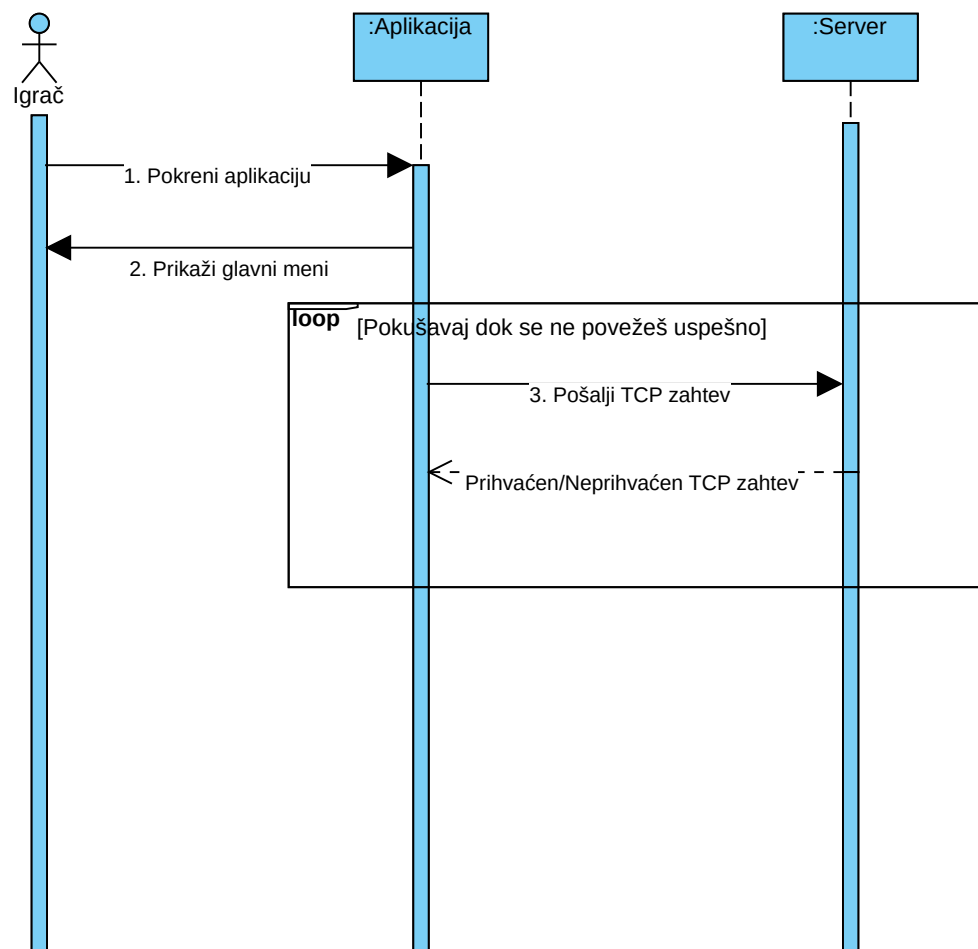 :Aplikacija
:Server
Igrač
1. Pokreni aplikaciju
2. Prikaži glavni meni
loop
[Pokušavaj dok se ne povežeš uspešno]
3. Pošalji TCP zahtev
Prihvaćen/Neprihvaćen TCP zahtev